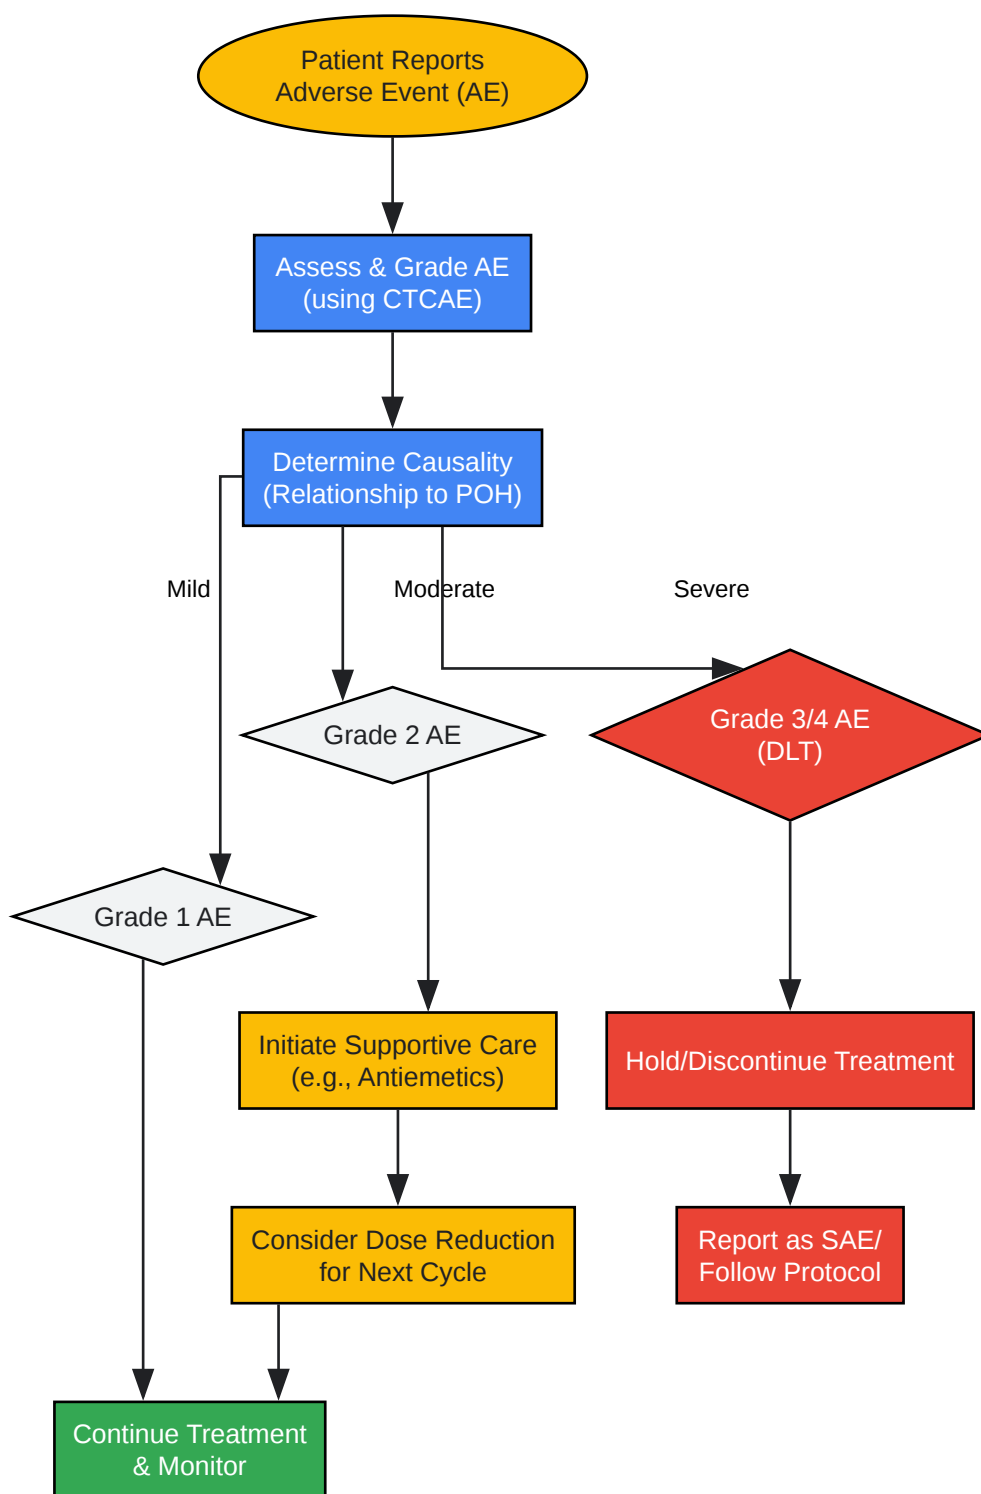 Patient Reports
Adverse Event (AE)
Assess & Grade AE
(using CTCAE)
Determine Causality
(Relationship to POH)
Mild
Moderate
Severe
Grade 2 AE
Grade 3/4 AE
(DLT)
Grade 1 AE
Initiate Supportive Care
(e.g., Antiemetics)
Hold/Discontinue Treatment
Consider Dose Reduction
for Next Cycle
Report as SAE/
Follow Protocol
Continue Treatment
& Monitor